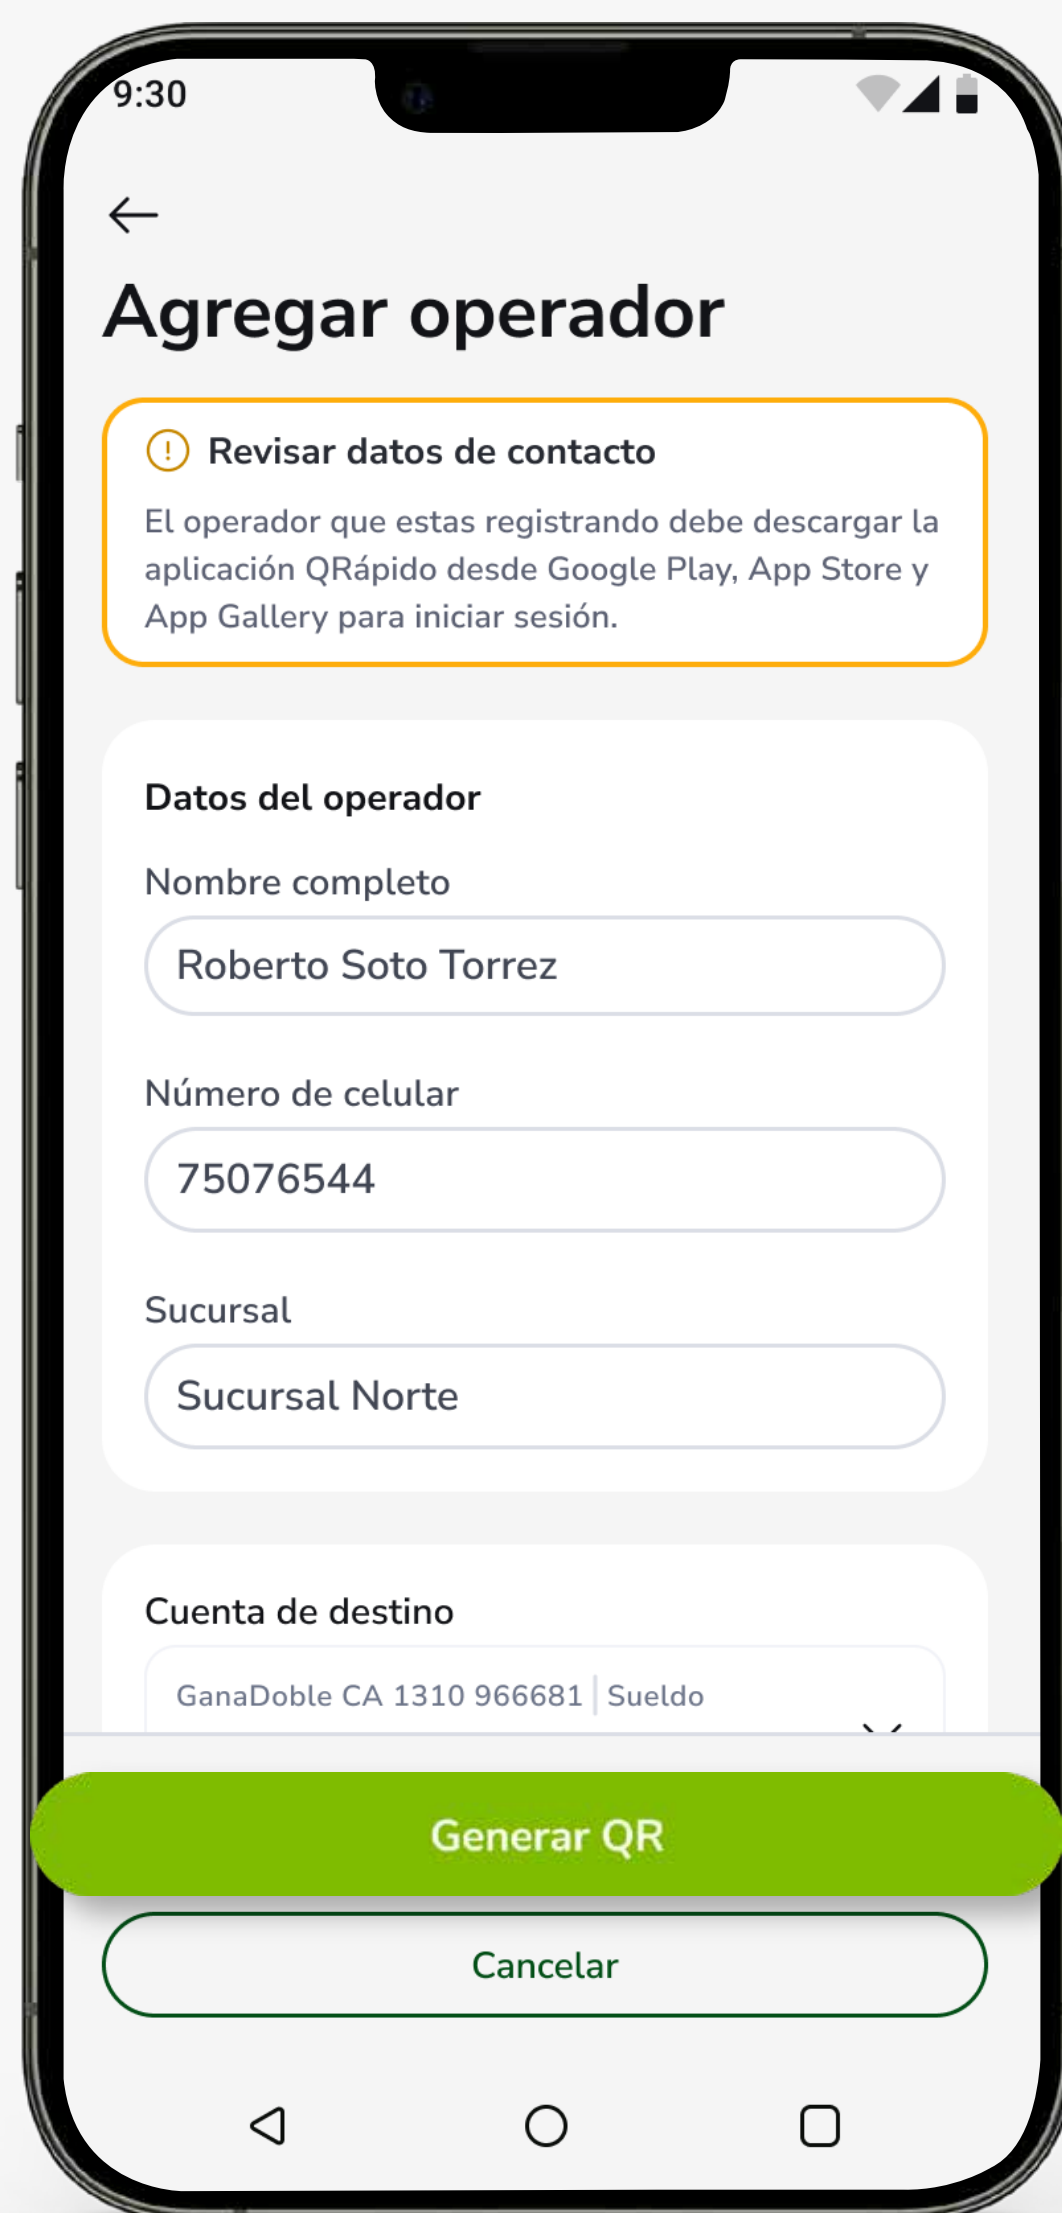 9:30
Agregar operador
Revisar datos de contacto
El operador que estas registrando debe descargar la
aplicación QRápido desde Google Play, App Store y
App Gallery para iniciar sesión.
Datos del operador
Nombre completo
Roberto Soto Torrez
Número de celular
75076544
Sucursal
Sucursal Norte
Cuenta de destino
GanaDoble CA 1310 966681 | Sueldo
Generar QR
Cancelar